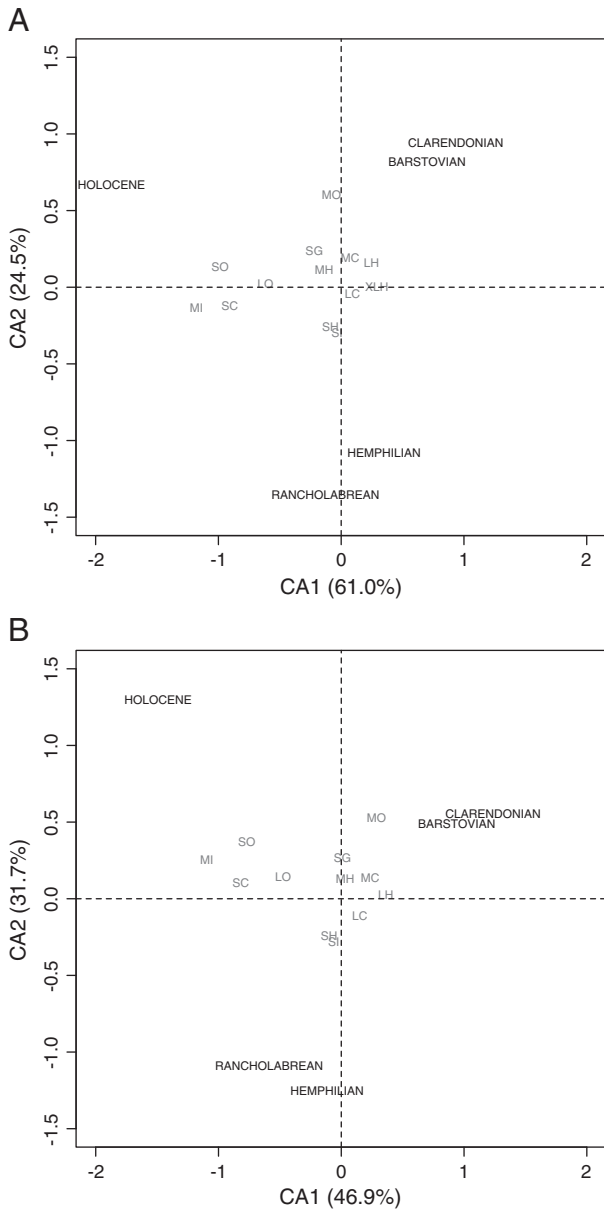 A
1.5
1.0
0.5
0.0
-0.5
-1.0
-1.5
CA2 (24.5%)
CLARENDONIAN
BARSTOVIAN
HOLOCENE
MO
SG
MC
LH
SO
MH
LO
XLH
LC
MI
SC
SH
SI
HEMPHILIAN
RANCHOLABREAN
-2
-1
0
1
2
CA1 (61.0%)
B
1.5
1.0
0.5
0.0
-0.5
-1.0
-1.5
CA2 (31.7%)
HOLOCENE
CLARENDONIAN
MO
BARSTOVIAN
SO
MI
SG
SC
LO
MH
MC
LH
LC
SH
SI
RANCHOLABREAN
HEMPHILIAN
-2
-1
0
1
2
CA1 (46.9%)